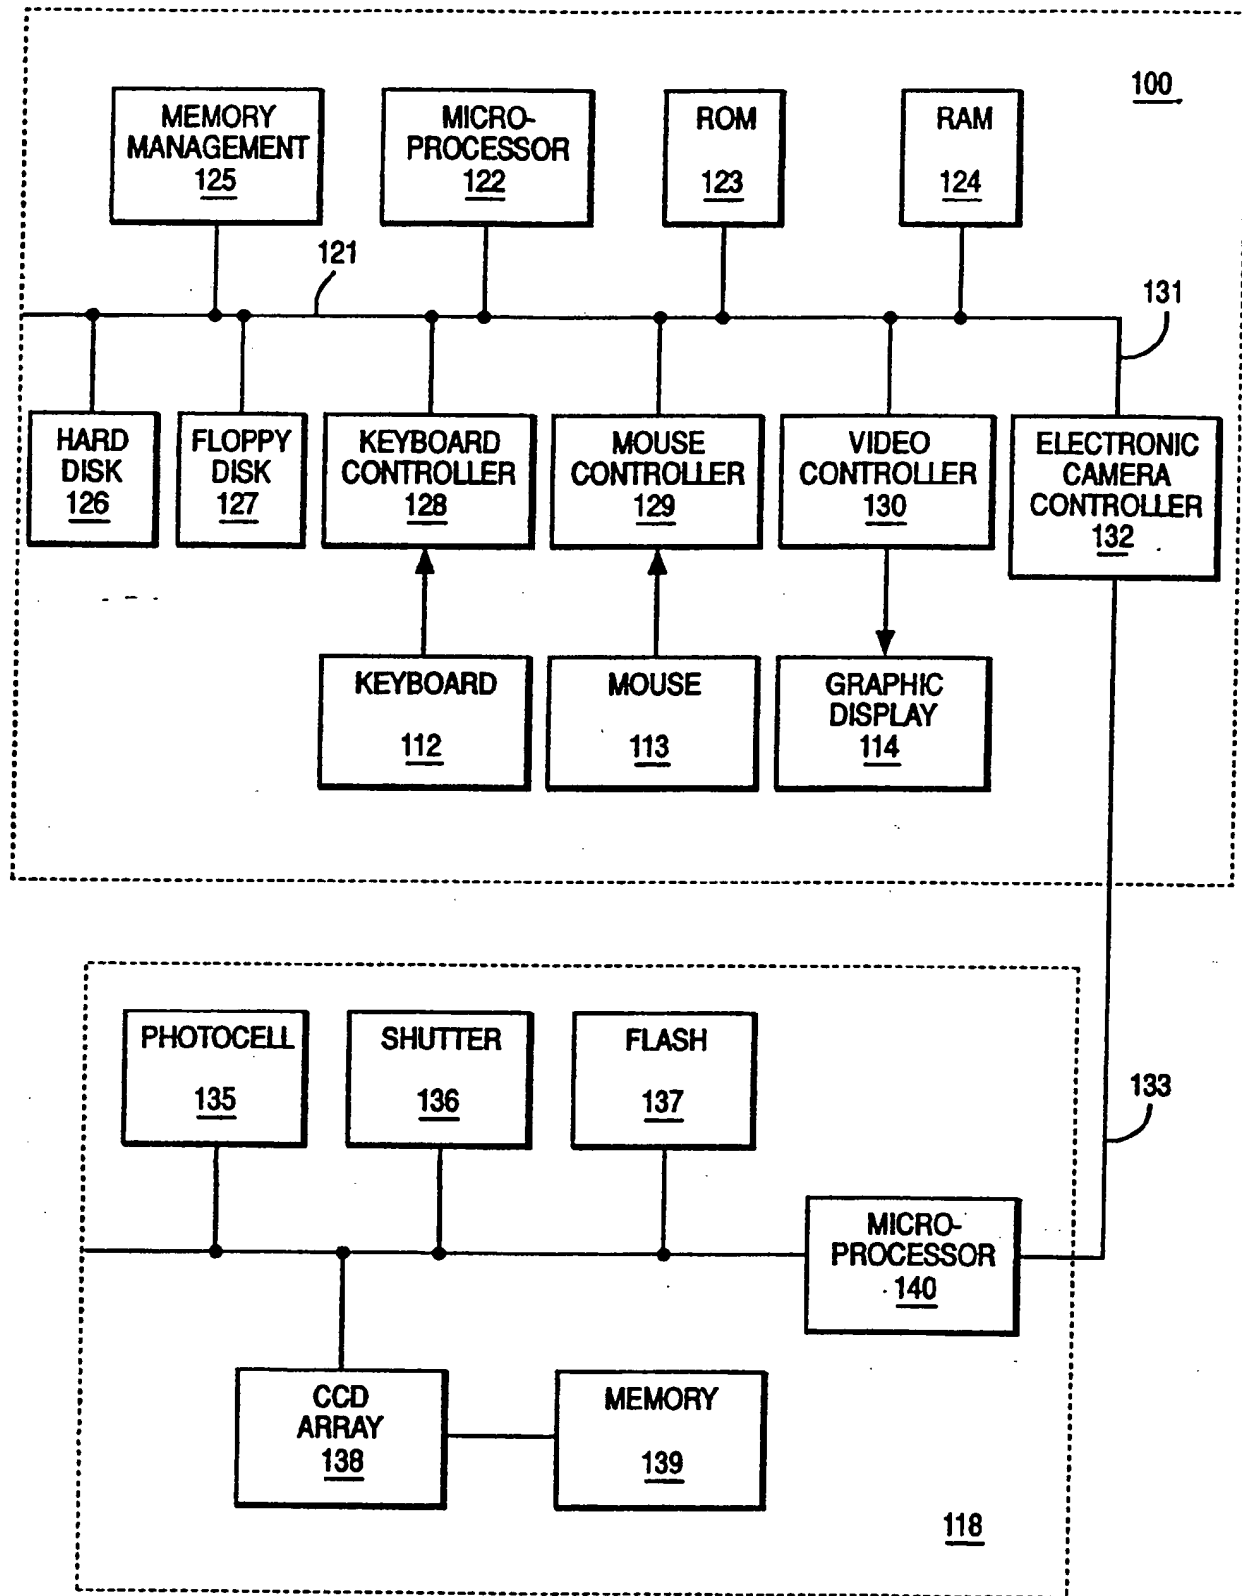 100
MEMORY
MANAGEMENT
125
MICRO-
PROCESSOR
122
ROM
123
RAM
124
121
131
HARD
DISK
126
FLOPPY
DISK
127
KEYBOARD
CONTROLLER
128
MOUSE
CONTROLLER
129
VIDEO
CONTROLLER
130
ELECTRONIC
CAMERA
CONTROLLER
132
KEYBOARD
112
MOUSE
113
GRAPHIC
DISPLAY
114
PHOTOCELL
135
SHUTTER
136
FLASH
137
133
MICRO-
PROCESSOR
140
CCD
ARRAY
138
MEMORY
139
118